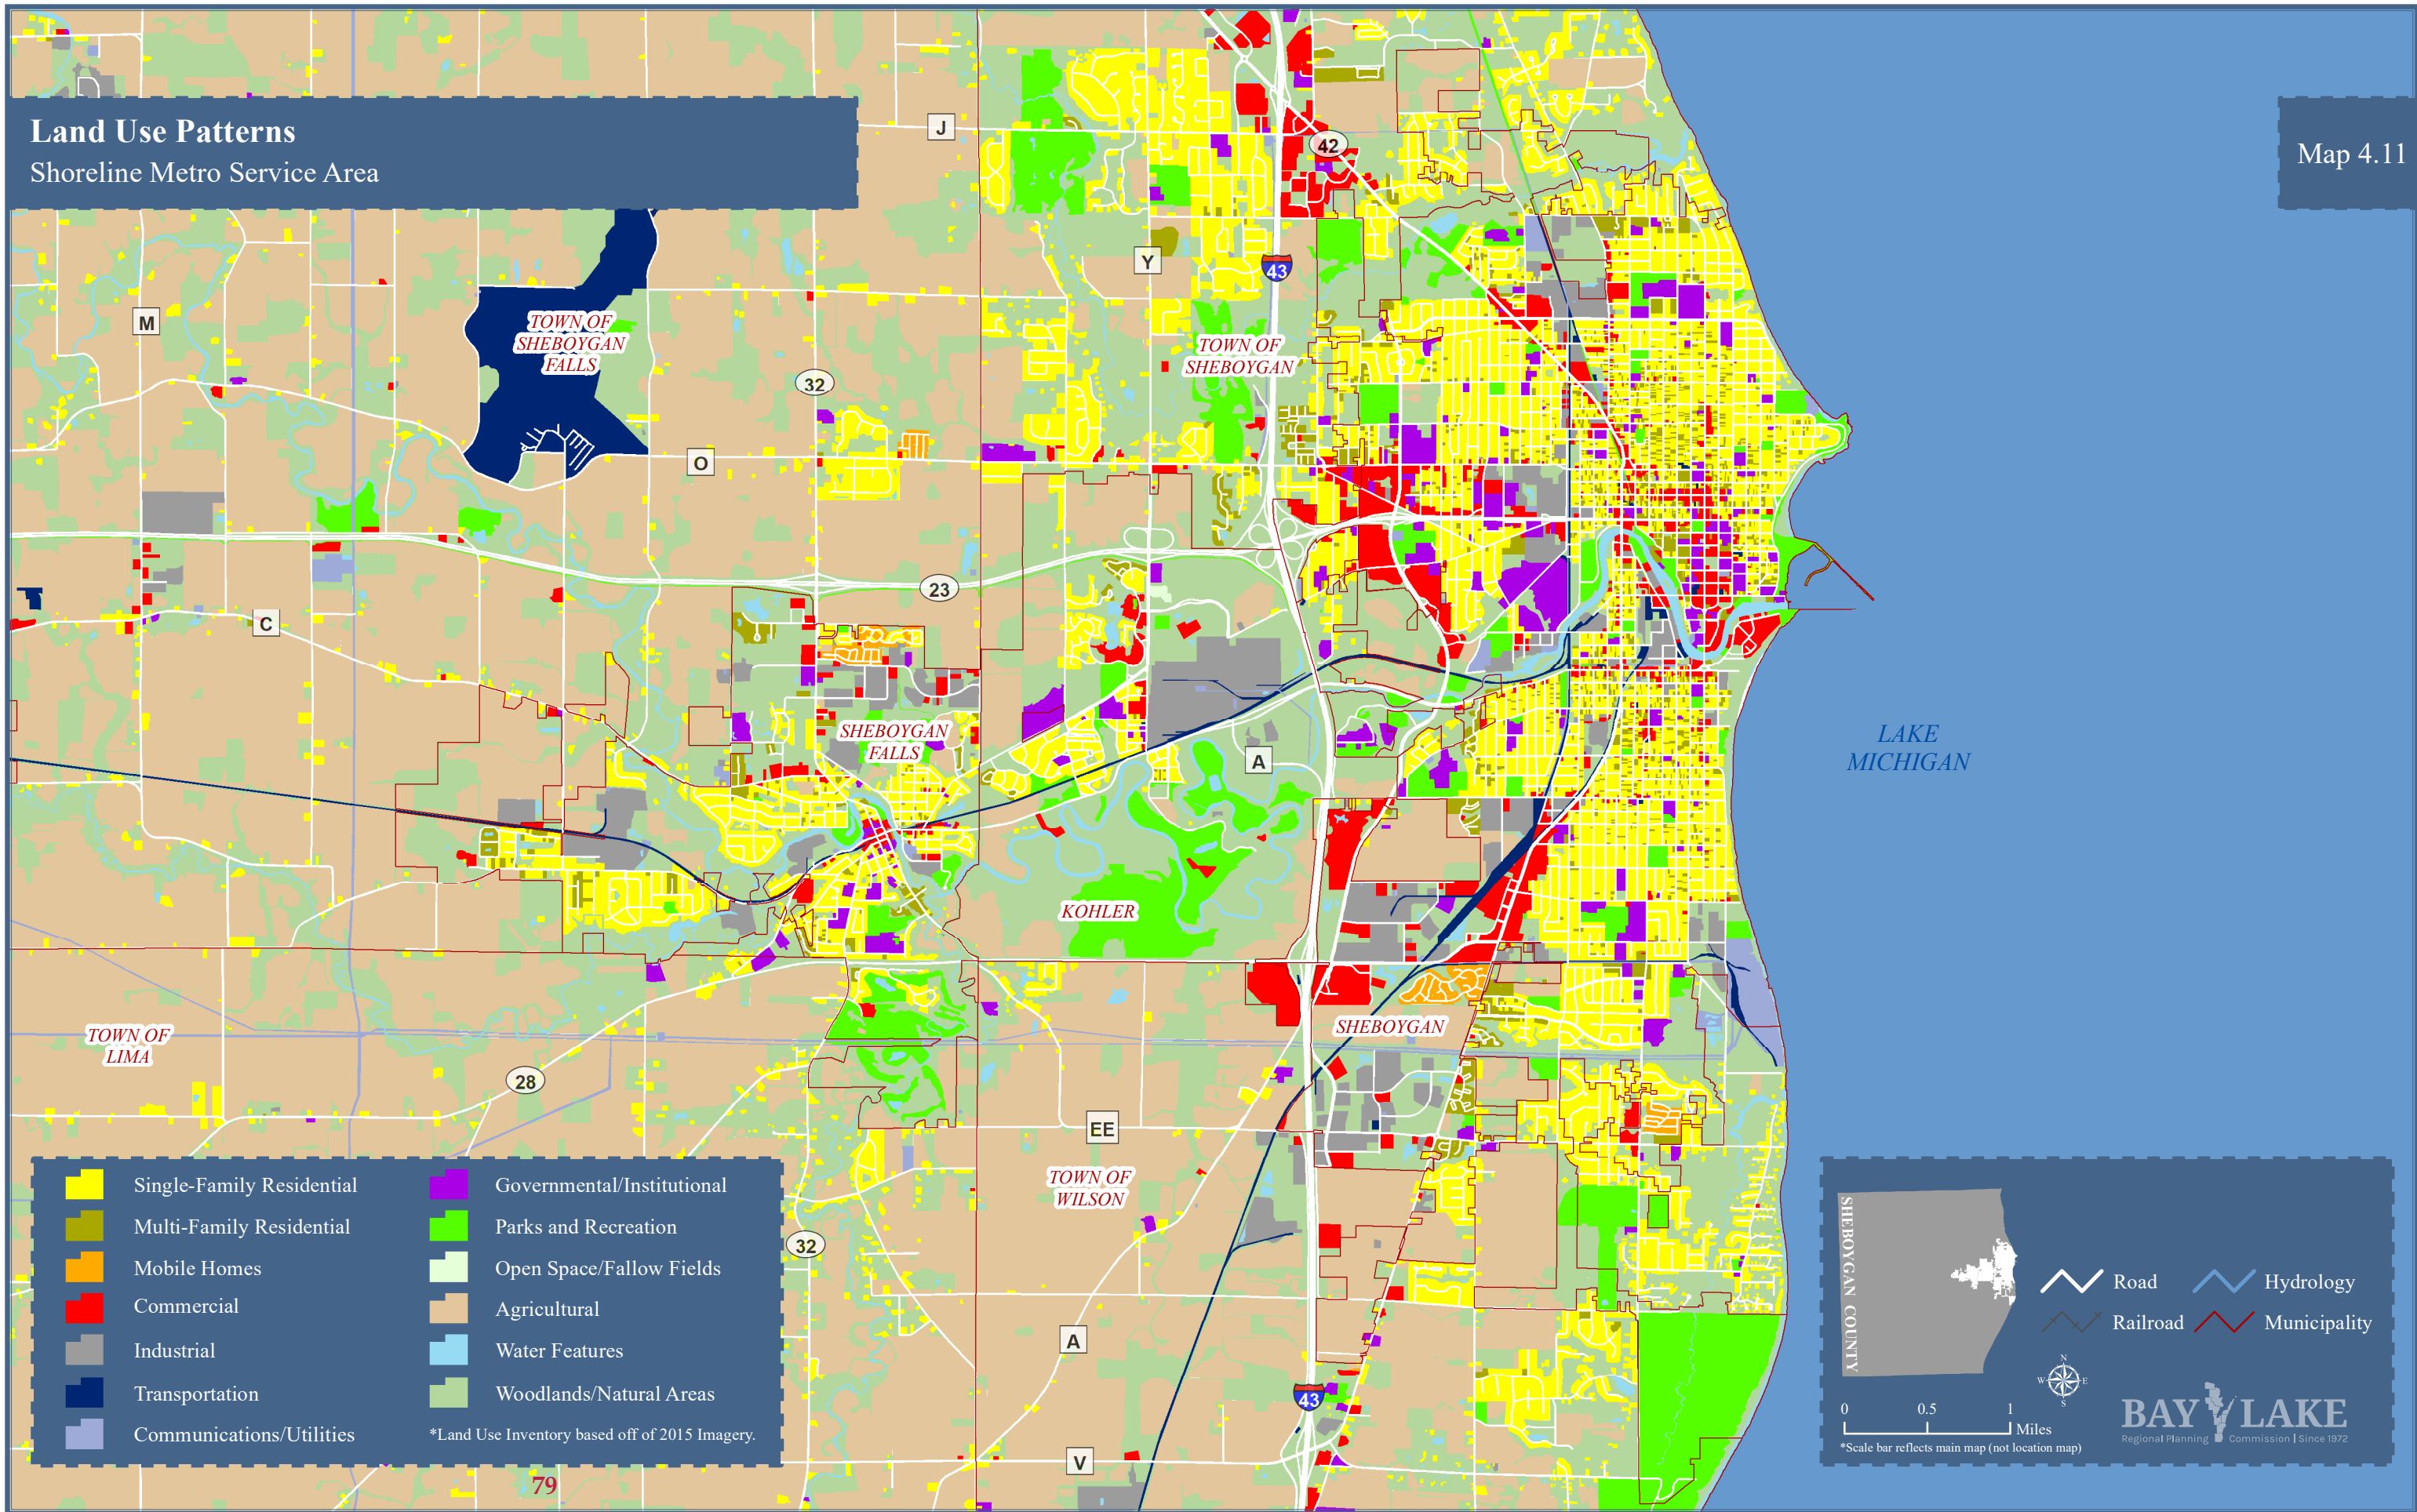 Land Use Patterns
Shoreline Metro Service Area
Map 4.11
J
42
Y
43
M
TOWN OF
SHEBOYGAN
FALLS
TOWN OF
SHEBOYGAN
32
O
23
C
SHEBOYGAN
FALLS
A
LAKE
MICHIGAN
KOHLER
SHEBOYGAN
TOWN OF
LIMA
28
EE
TOWN OF
WILSON
32
A
43
V
Single-Family Residential
Multi-Family Residential
Mobile Homes
Commercial
Industrial
Transportation
Communications/Utilities
Governmental/Institutional
Parks and Recreation
Open Space/Fallow Fields
Agricultural
Water Features
Woodlands/Natural Areas
*Land Use Inventory based off of 2015 Imagery.
79
SHEBOYGAN COUNTY
Road
Hydrology
Railroad
Municipality
N
W
E
S
0 0.5 1
Miles
*Scale bar reflects main map (not location map)
BAY LAKE
Regional Planning Commission | Since 1972